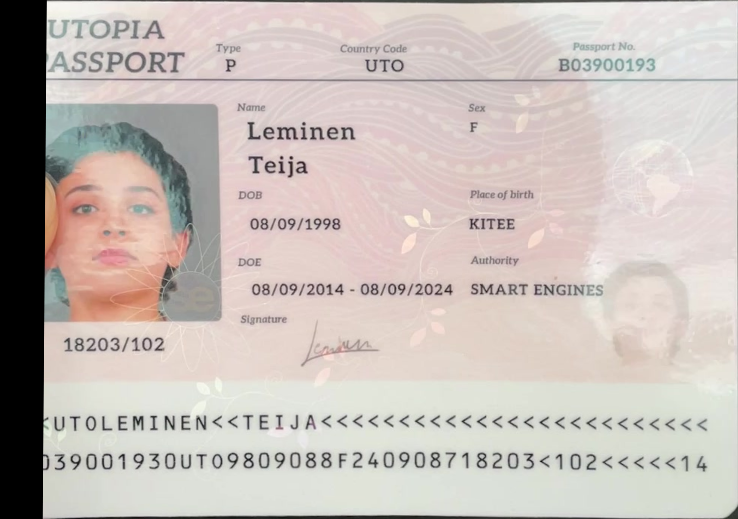 UTOPIA
PASSPORT
Type
P
Country Code
UTO
Passport No.
B03900193
Name
Leminen
Teija
Sex
F
DOB
08/09/1998
Place of birth
KITEE
DOE
08/09/2014 - 08/09/2024
Authority
SMART ENGINES
Signature
Leminen
18203/102
<UTOLEMINEN<<TEIJA<<<<<<<<<<<<<<<<<<<<<<<<<<
039001930UTO9809088F240908718203<102<<<<<14